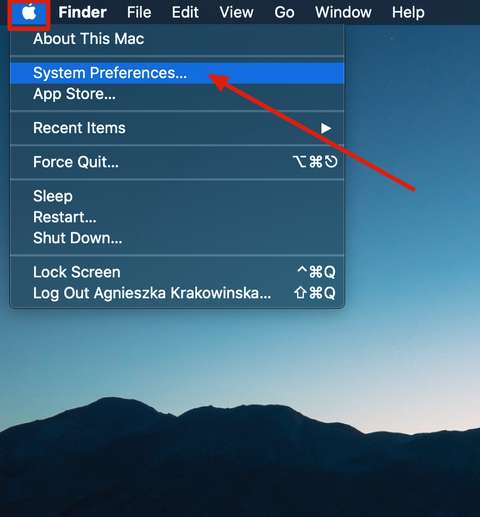 Finder File Edit View Go Window Help
About This Mac
System Preferences...
App Store...
Recent Items ▶
Force Quit... ⌥⌘⎋
Sleep
Restart...
Shut Down...
Lock Screen ^⌘Q
Log Out Agnieszka Krakowinska... ⇧⌘Q